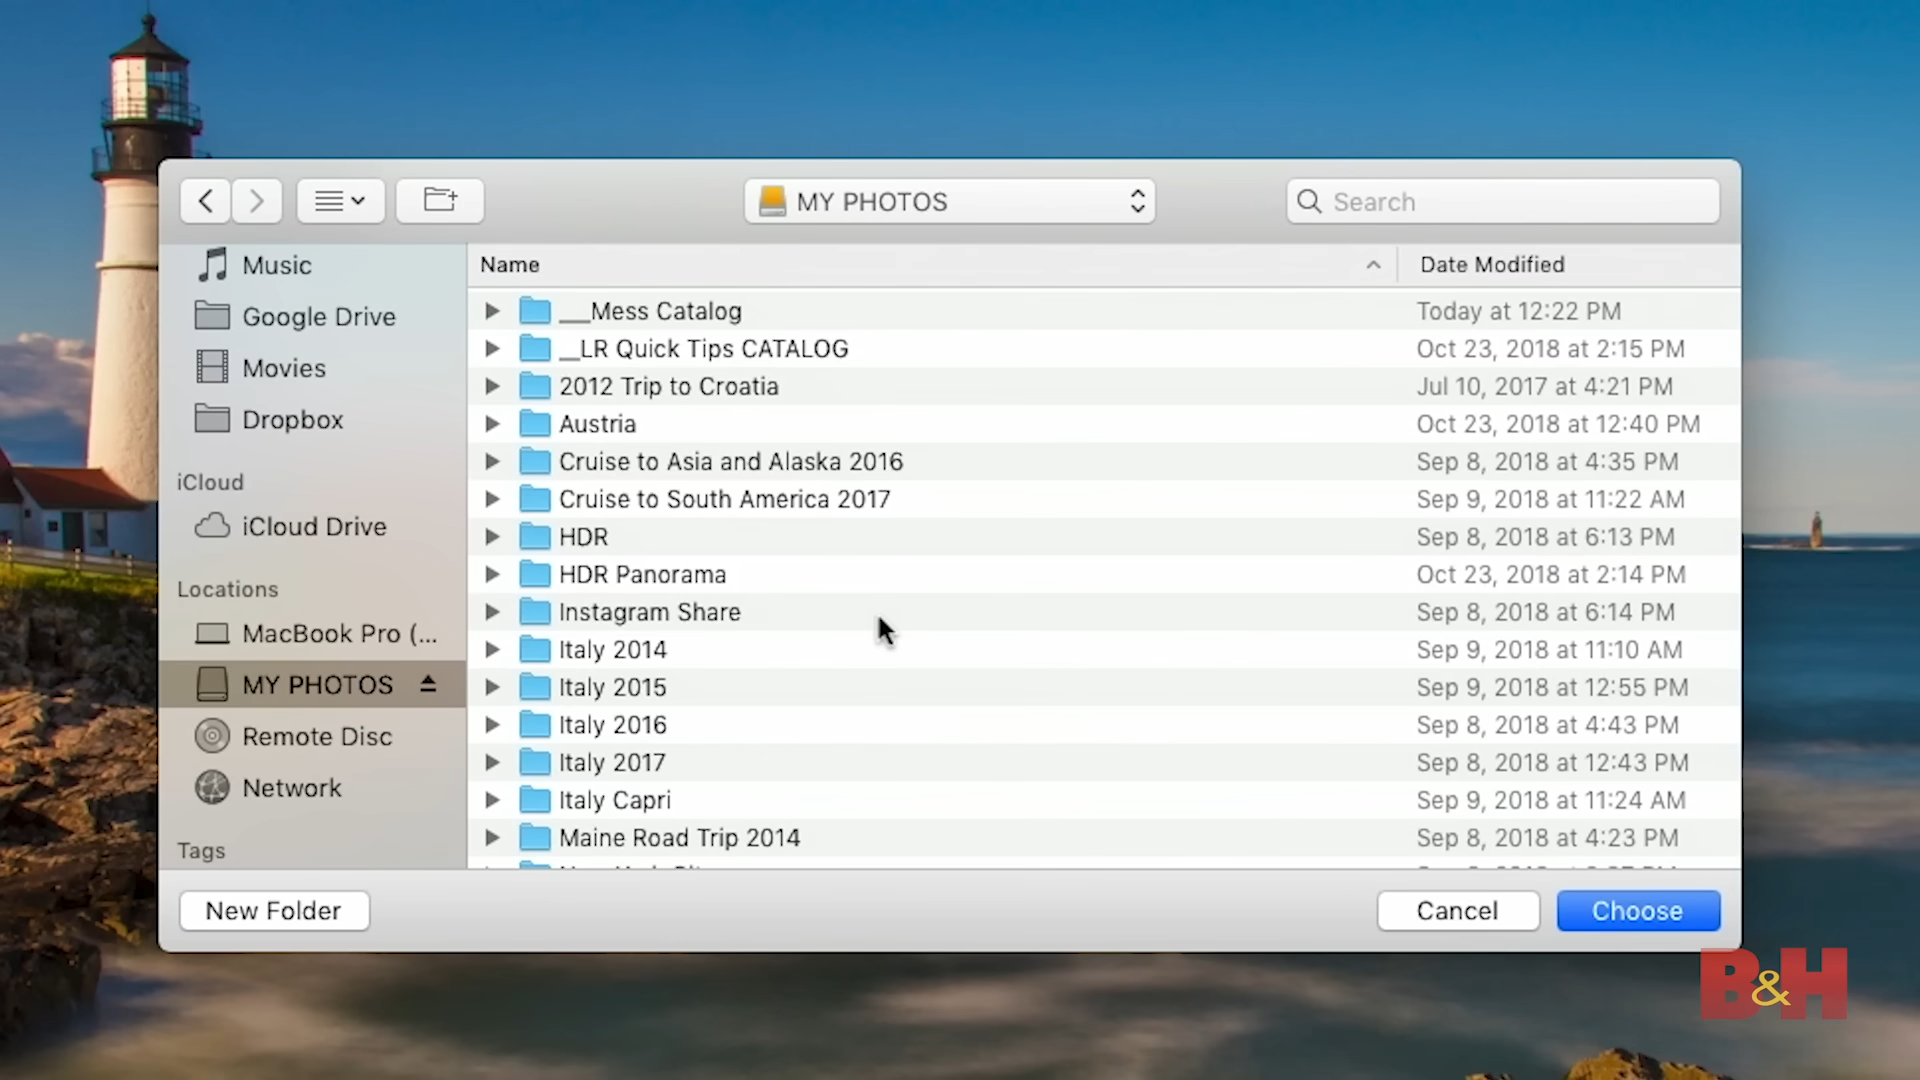 MY PHOTOS
Search
Music
Google Drive
Movies
Dropbox
iCloud
iCloud Drive
Locations
MacBook Pro (...
MY PHOTOS
Remote Disc
Network
Tags
Name Date Modified
___Mess Catalog Today at 12:22 PM
__LR Quick Tips CATALOG Oct 23, 2018 at 2:15 PM
2012 Trip to Croatia Jul 10, 2017 at 4:21 PM
Austria Oct 23, 2018 at 12:40 PM
Cruise to Asia and Alaska 2016 Sep 8, 2018 at 4:35 PM
Cruise to South America 2017 Sep 9, 2018 at 11:22 AM
HDR Sep 8, 2018 at 6:13 PM
HDR Panorama Oct 23, 2018 at 2:14 PM
Instagram Share Sep 8, 2018 at 6:14 PM
Italy 2014 Sep 9, 2018 at 11:10 AM
Italy 2015 Sep 9, 2018 at 12:55 PM
Italy 2016 Sep 8, 2018 at 4:43 PM
Italy 2017 Sep 8, 2018 at 12:43 PM
Italy Capri Sep 9, 2018 at 11:24 AM
Maine Road Trip 2014 Sep 8, 2018 at 4:23 PM
New Folder
Cancel
Choose
B&H